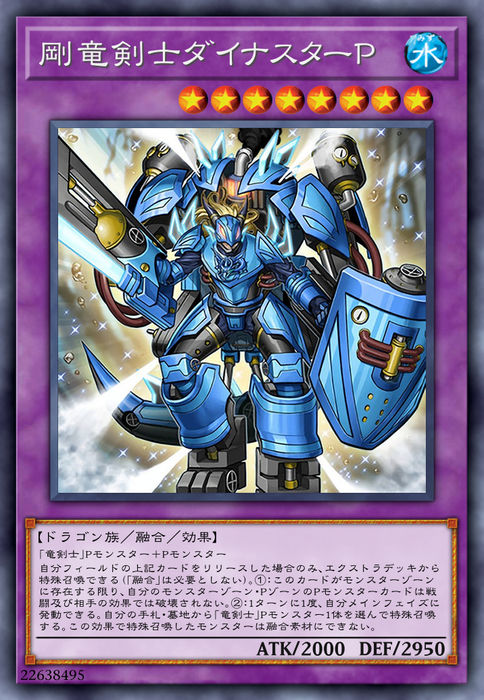 剛竜剣士ダイナスターP
水
【ドラゴン族／融合／効果】
「竜剣士」Pモンスター+Pモンスター
自分フィールドの上記カードをリリースした場合のみ、エクストラデッキから
特殊召喚できる(「融合」は必要としない)。①:このカードがモンスターゾーン
に存在する限り、自分のモンスターゾーン・PゾーンのPモンスターカードは戦
闘及び相手の効果では破壊されない。②:1ターンに1度、自分メインフェイズに
発動できる。自分の手札・墓地から「竜剣士」Pモンスター1体を選んで特殊召喚
する。この効果で特殊召喚したモンスターは融合素材にできない。
ATK/2000 DEF/2950
22638495